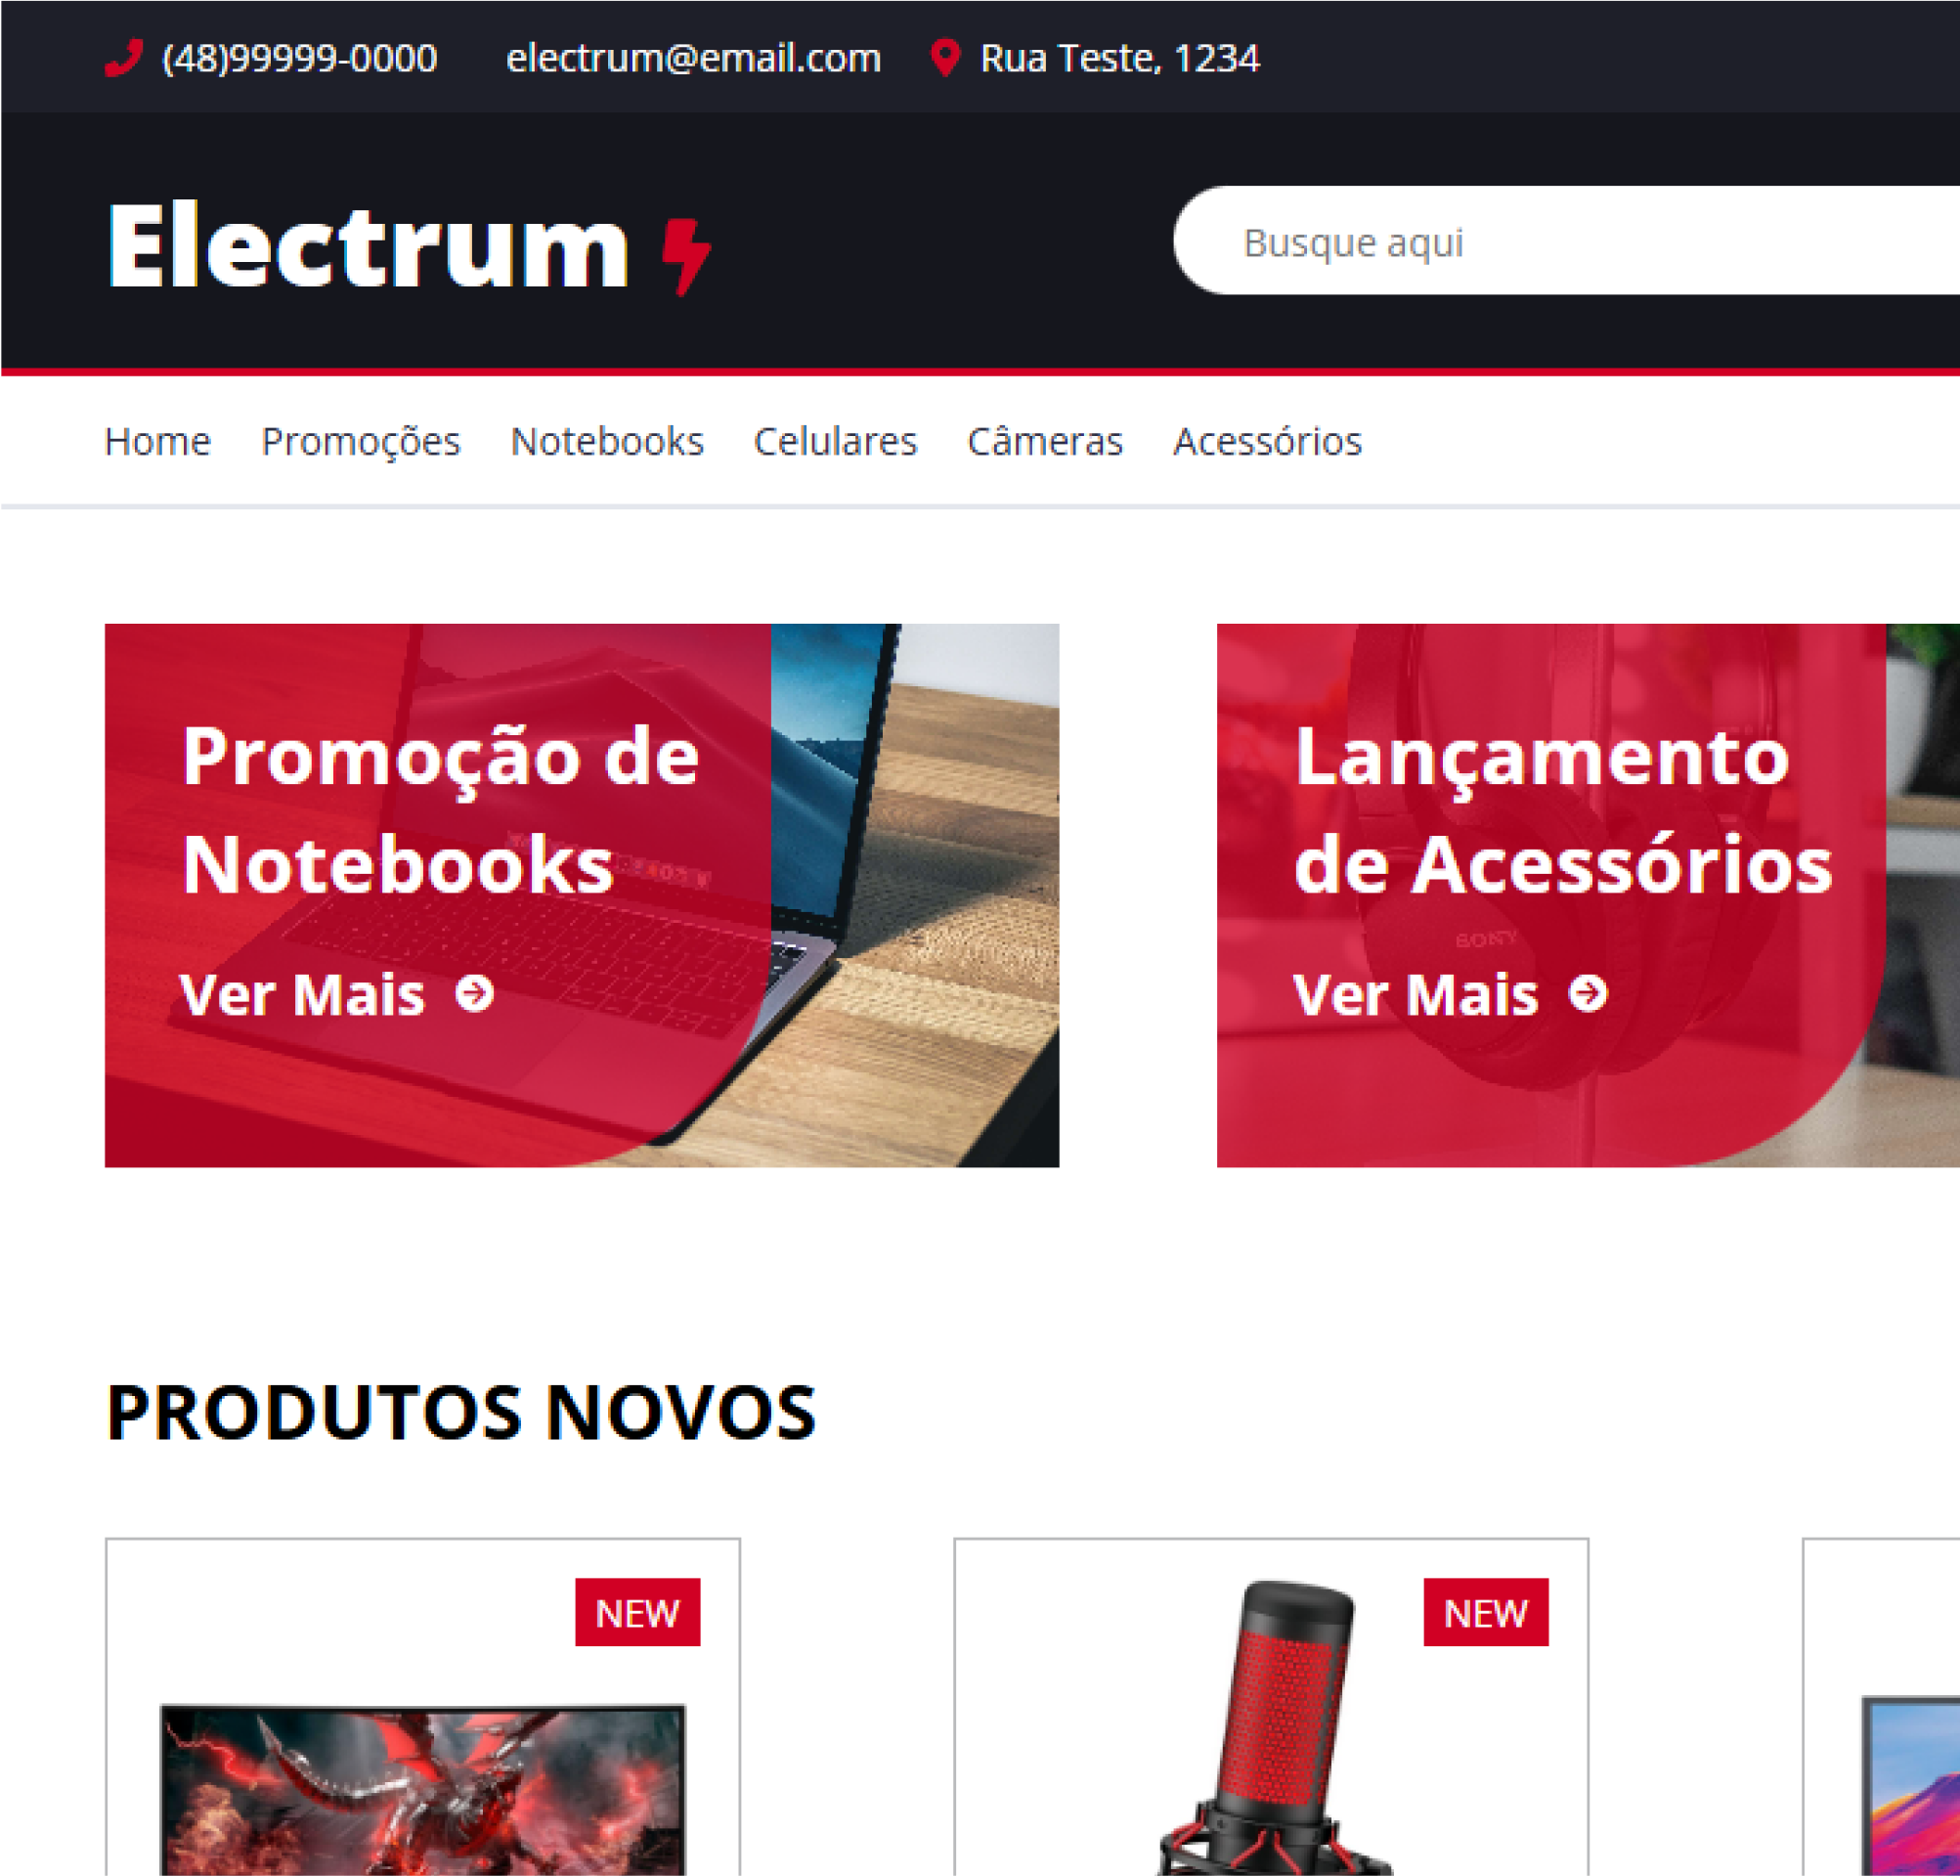 (48)99999-0000 electrum@email.com Rua Teste, 1234
Electrum
Busque aqui
Home Promoções Notebooks Celulares Câmeras Acessórios
Promoção de
Notebooks
Ver Mais
Lançamento
de Acessórios
SONY
Ver Mais
PRODUTOS NOVOS
NEW
NEW